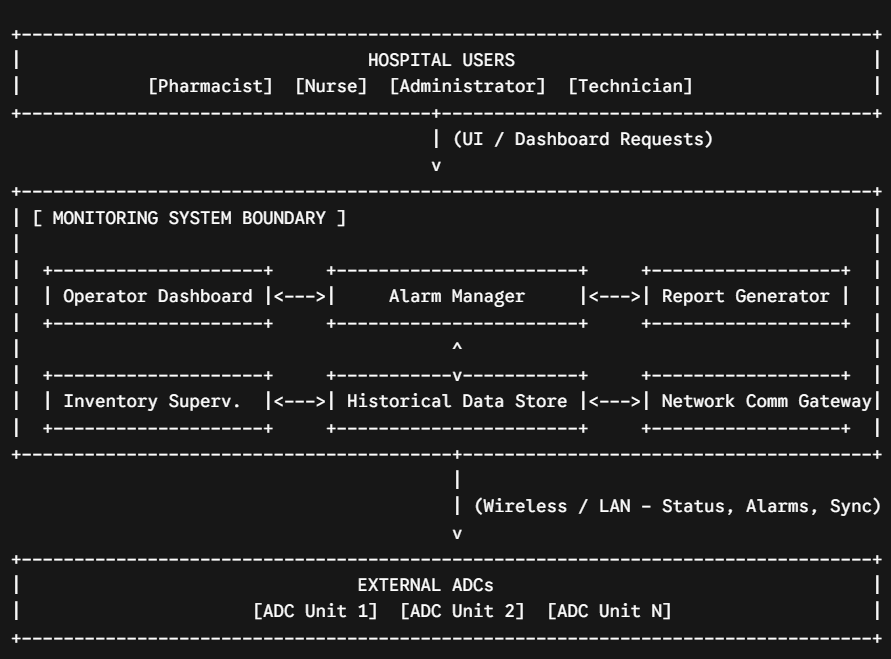 HOSPITAL USERS
[Pharmacist] [Nurse] [Administrator] [Technician]
(UI / Dashboard Requests)
v
[ MONITORING SYSTEM BOUNDARY ]
| Operator Dashboard |<--->| Alarm Manager |<--->| Report Generator |
^
v
| Inventory Superv. |<--->| Historical Data Store |<--->| Network Comm Gateway|
(Wireless / LAN - Status, Alarms, Sync)
v
EXTERNAL ADCs
[ADC Unit 1] [ADC Unit 2] [ADC Unit N]